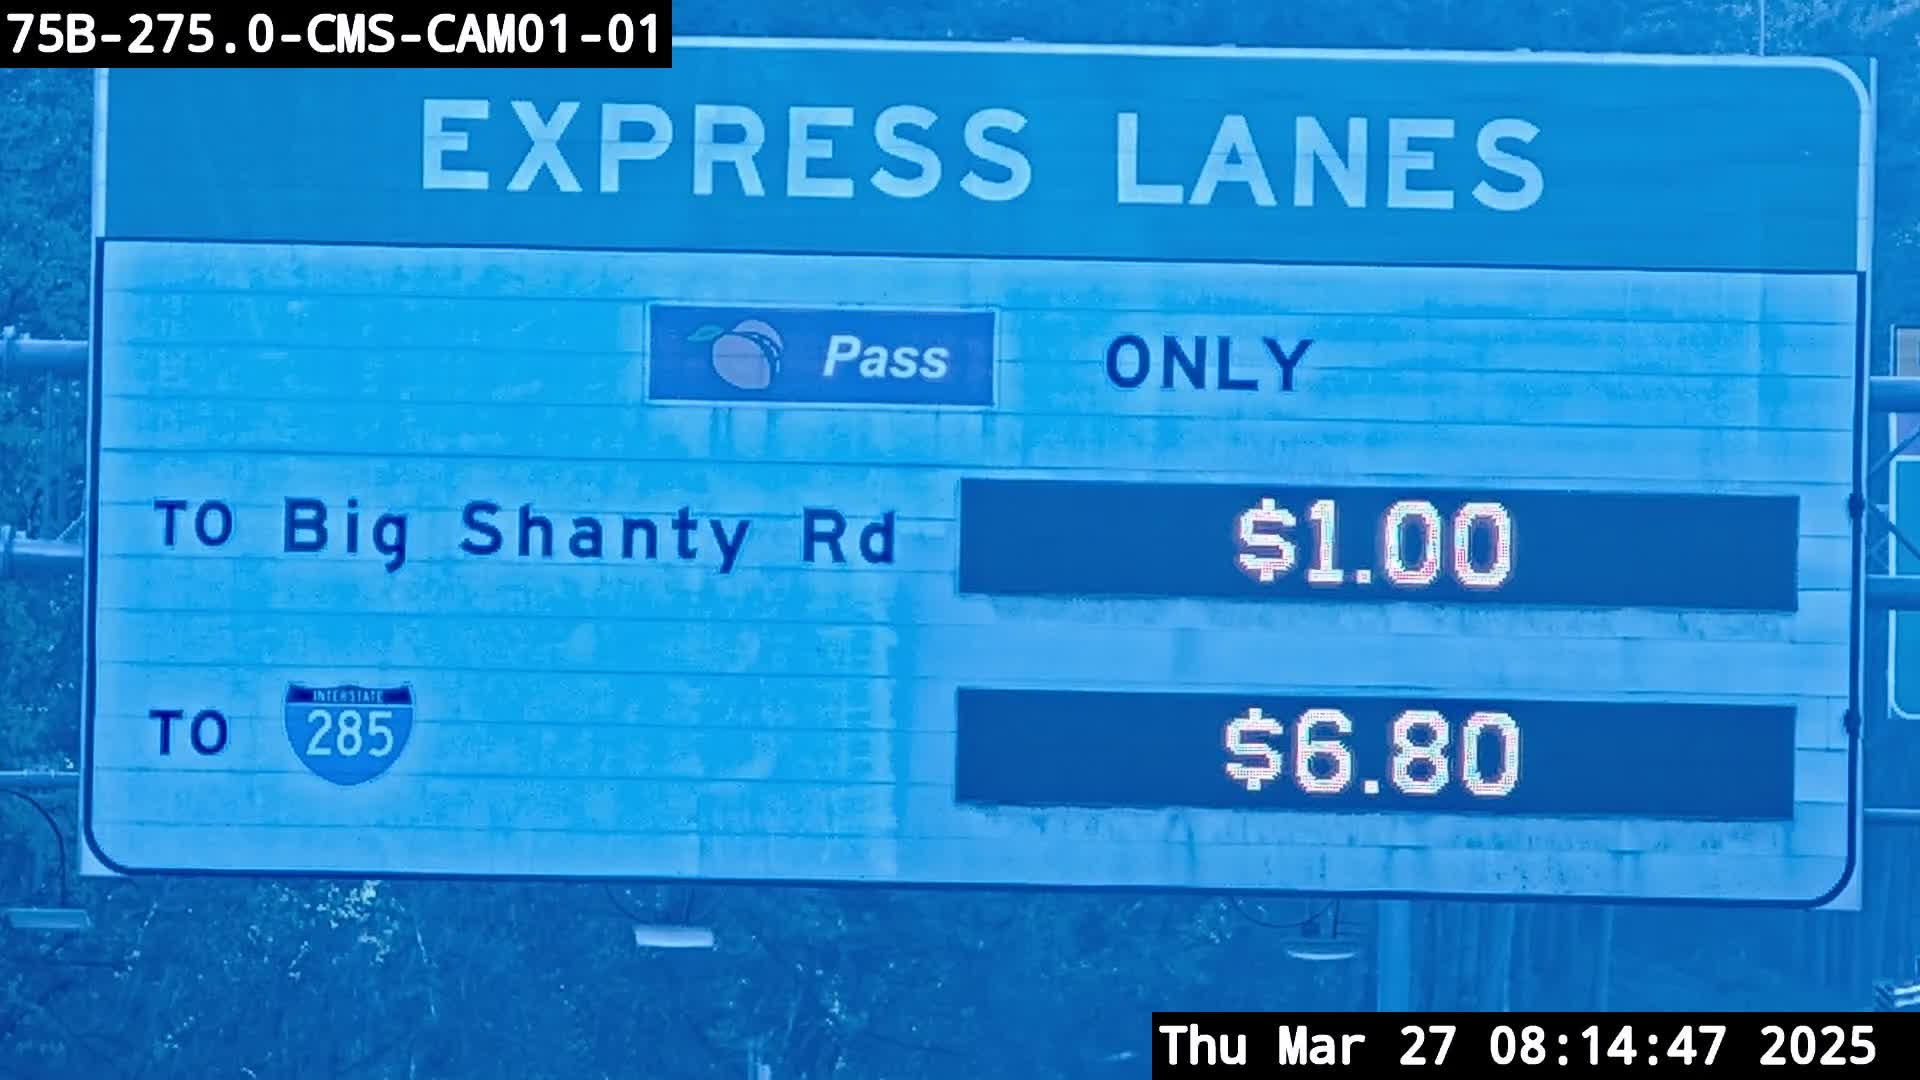 75B-275.0-CMS-CAM01-01
EXPRESS LANES
Pass ONLY
TO Big Shanty Rd $1.00
TO INTERSTATE 285 $6.80
Thu Mar 27 08:14:47 2025